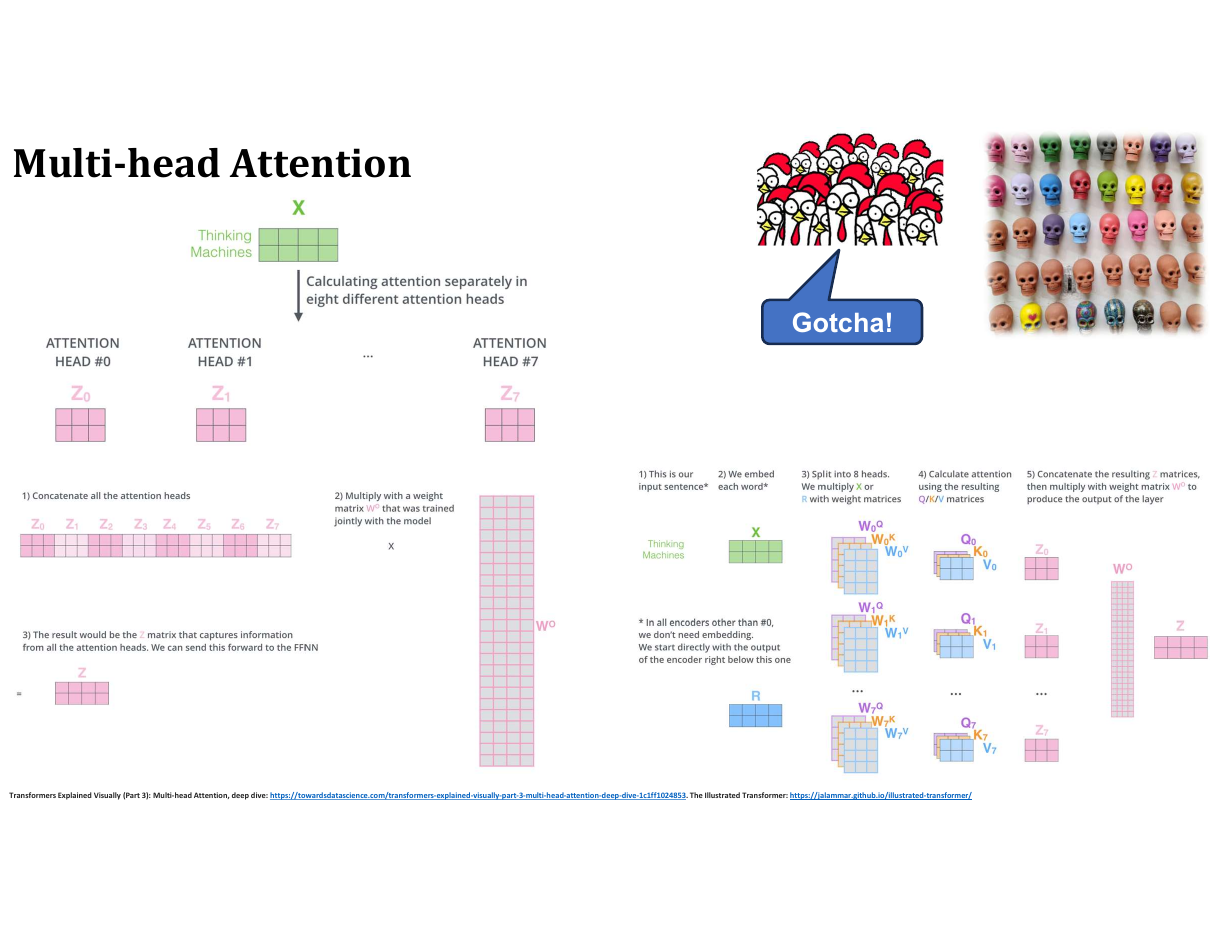 Multi-head Attention
X
Thinking
Machines
Calculating attention separately in
eight different attention heads
ATTENTION
HEAD #0
ATTENTION
HEAD #1
...
ATTENTION
HEAD #7
Z0
Z1
Z7
1) Concatenate all the attention heads
Z0 Z1 Z2 Z3 Z4 Z5 Z6 Z7
2) Multiply with a weight
matrix WO that was trained
jointly with the model
X
WO
3) The result would be the Z matrix that captures information
from all the attention heads. We can send this forward to the FFNN
Z
=
Gotcha!
1) This is our
input sentence*
2) We embed
each word*
3) Split into 8 heads.
We multiply X or
R with weight matrices
4) Calculate attention
using the resulting
Q/K/V matrices
5) Concatenate the resulting Z matrices,
then multiply with weight matrix WO to
produce the output of the layer
Thinking
Machines
X
W0Q
W0K
W0V
Q0
K0
V0
Z0
WO
* In all encoders other than #0,
we don't need embedding.
We start directly with the output
of the encoder right below this one
W1Q
W1K
W1V
Q1
K1
V1
Z1
Z
... ... ...
R
W7Q
W7K
W7V
Q7
K7
V7
Z7
Transformers Explained Visually (Part 3): Multi-head Attention, deep dive: https://towardsdatascience.com/transformers-explained-visually-part-3-multi-head-attention-deep-dive-1c1ff1024853. The Illustrated Transformer: https://jalammar.github.io/illustrated-transformer/